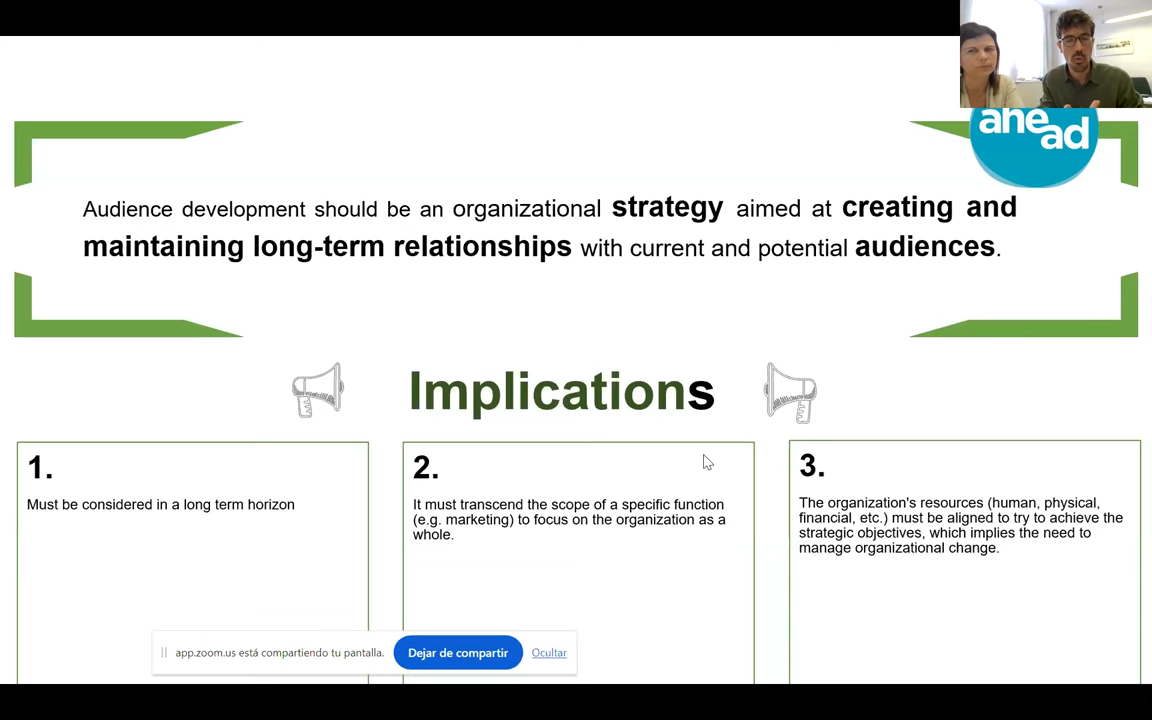 ahead
Audience development should be an organizational strategy aimed at creating and
maintaining long-term relationships with current and potential audiences.
Implications
1.
Must be considered in a long term horizon
2.
It must transcend the scope of a specific function
(e.g. marketing) to focus on the organization as a
whole.
3.
The organization's resources (human, physical,
financial, etc.) must be aligned to try to achieve the
strategic objectives, which implies the need to
manage organizational change.
app.zoom.us está compartiendo tu pantalla.
Dejar de compartir
Ocultar